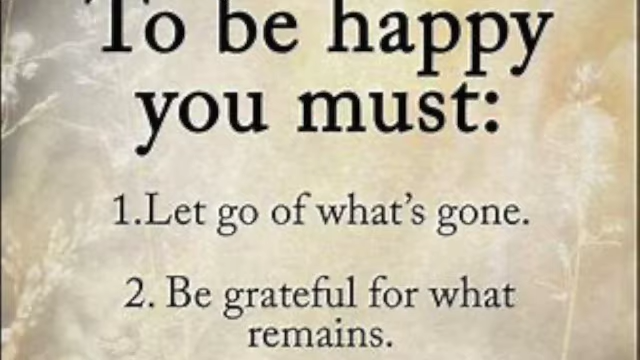 To be happy
you must:
1.Let go of what's gone.
2. Be grateful for what
remains.